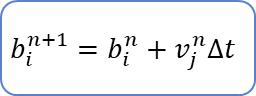 b_i^{n+1} = b_i^n + v_j^n Δt